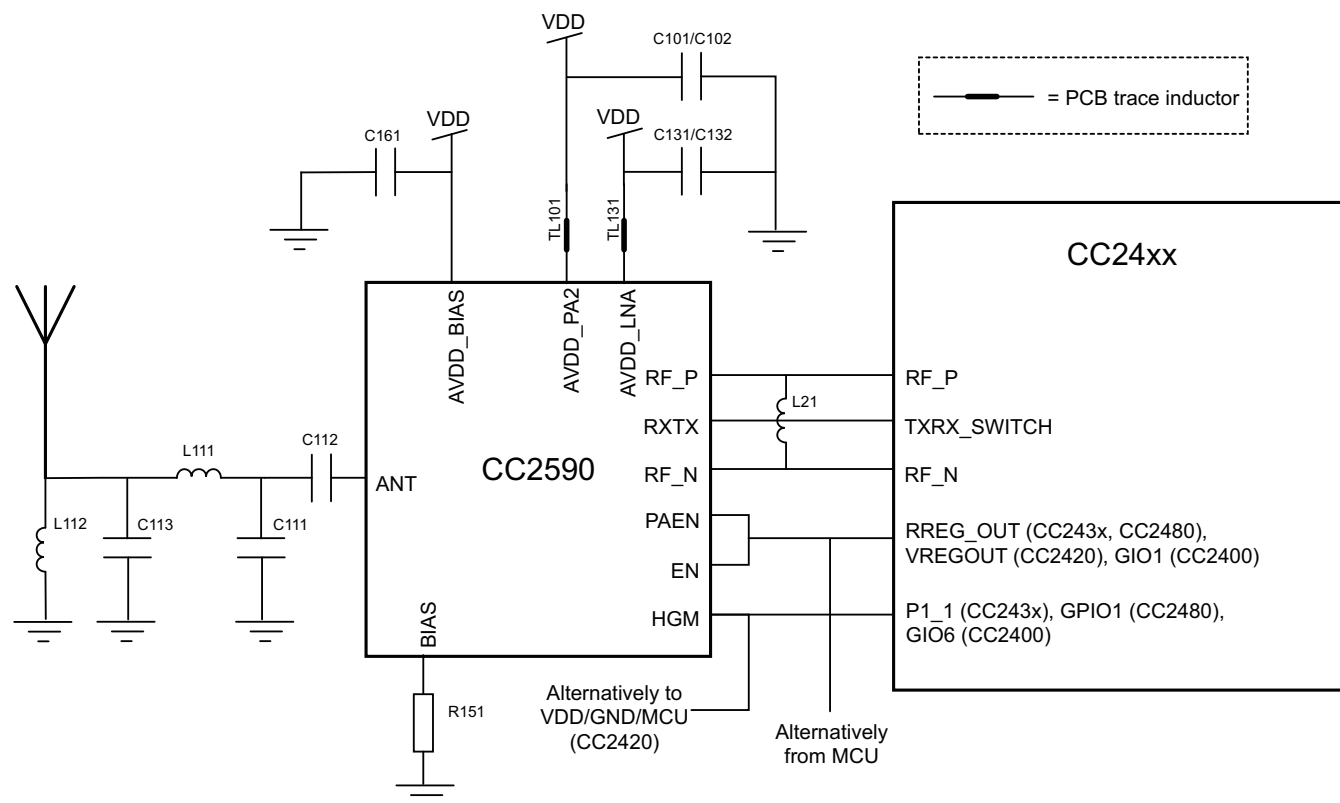 VDD
C101/C102
= PCB trace inductor
VDD
VDD
C161
C131/C132
TL101
TL131
CC24xx
AVDD_BIAS
AVDD_PA2
AVDD_LNA
RF_P
RF_P
L21
RXTX
TXRX_SWITCH
L111
C112
CC2590
ANT
RF_N
RF_N
L112
C113
C111
PAEN
RREG_OUT (CC243x, CC2480),
VREGOUT (CC2420), GIO1 (CC2400)
EN
BIAS
HGM
P1_1 (CC243x), GPIO1 (CC2480),
GIO6 (CC2400)
R151
Alternatively to
VDD/GND/MCU
(CC2420)
Alternatively
from MCU